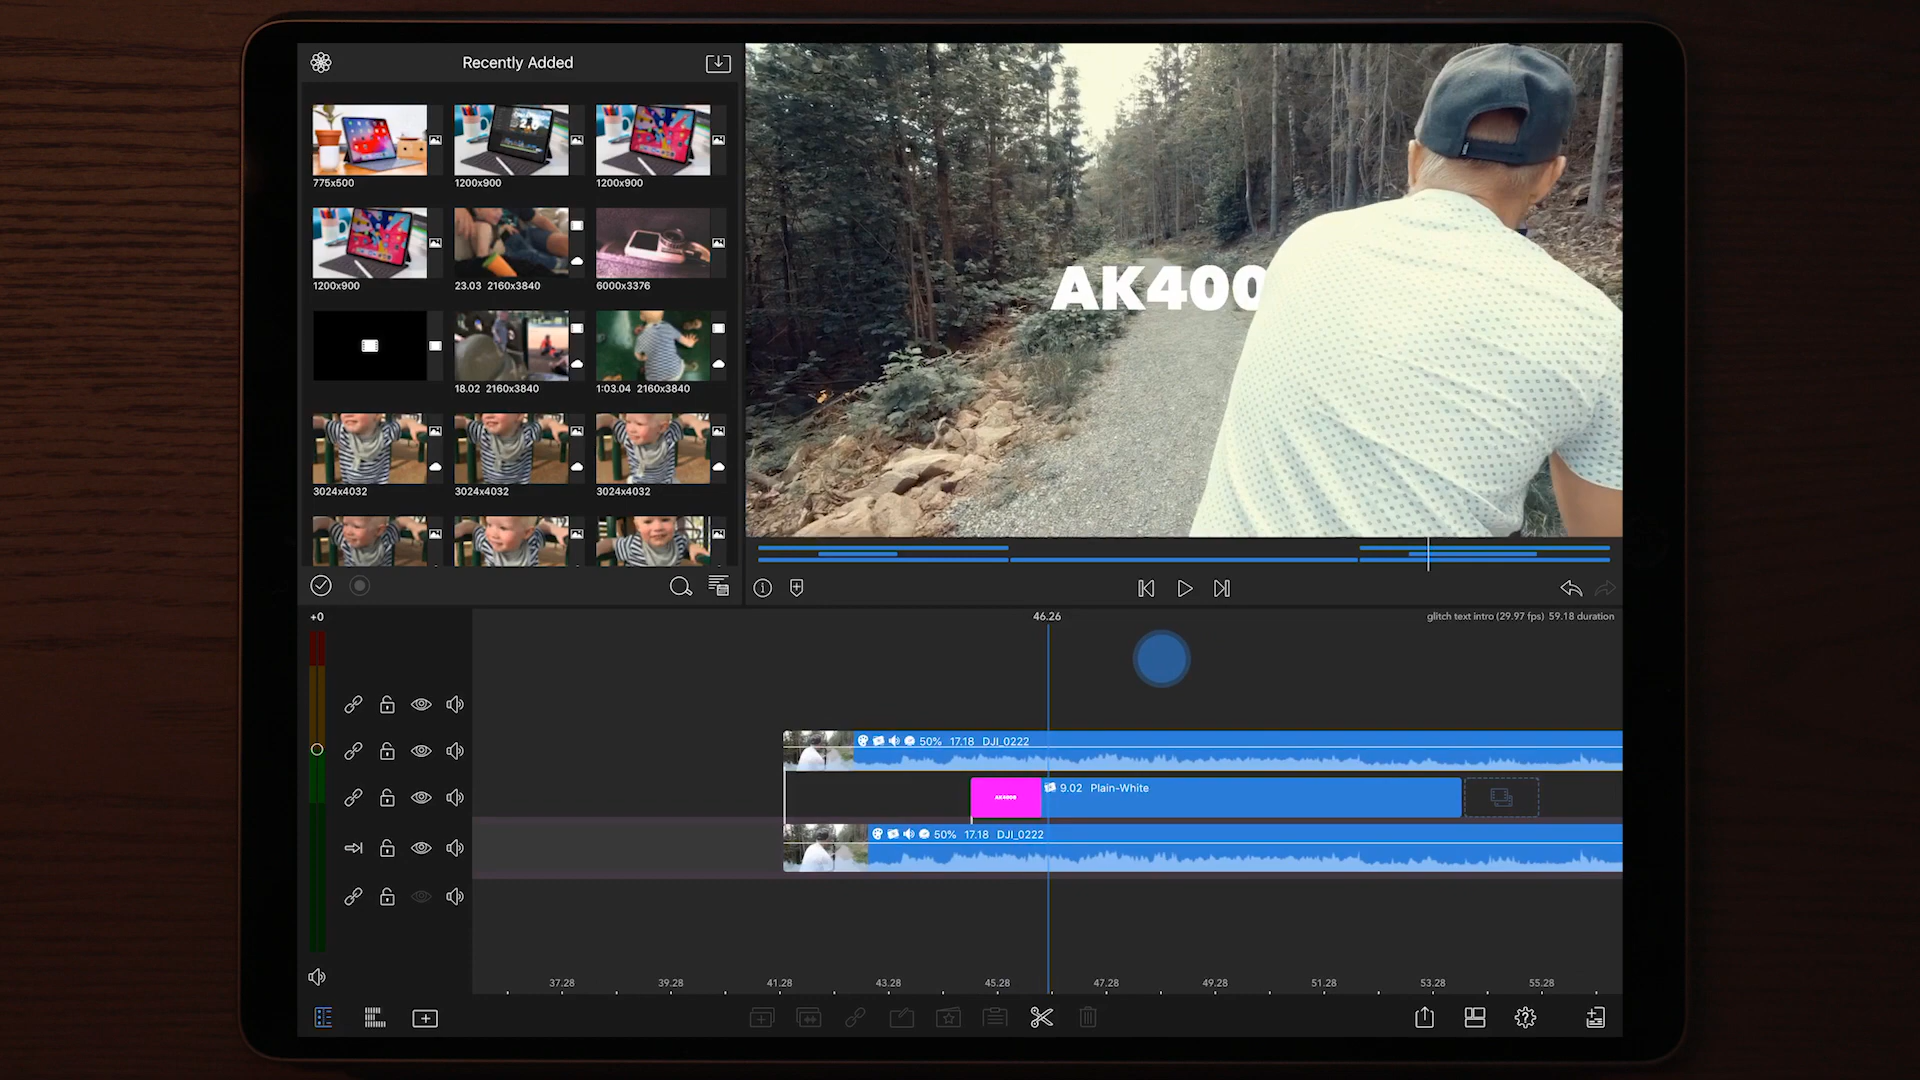 Recently Added
775x500
1200x900
1200x900
1200x900
23.03 2160x3840
6000x3376
18.02 2160x3840
1:03.04 2160x3840
3024x4032
3024x4032
3024x4032
AK400
+0
46.26
glitch text intro (29.97 fps) 59.18 duration
50% 17.18 DJI_0222
9.02 Plain-White
50% 17.18 DJI_0222
37.28 39.28 41.28 43.28 45.28 47.28 49.28 51.28 53.28 55.28